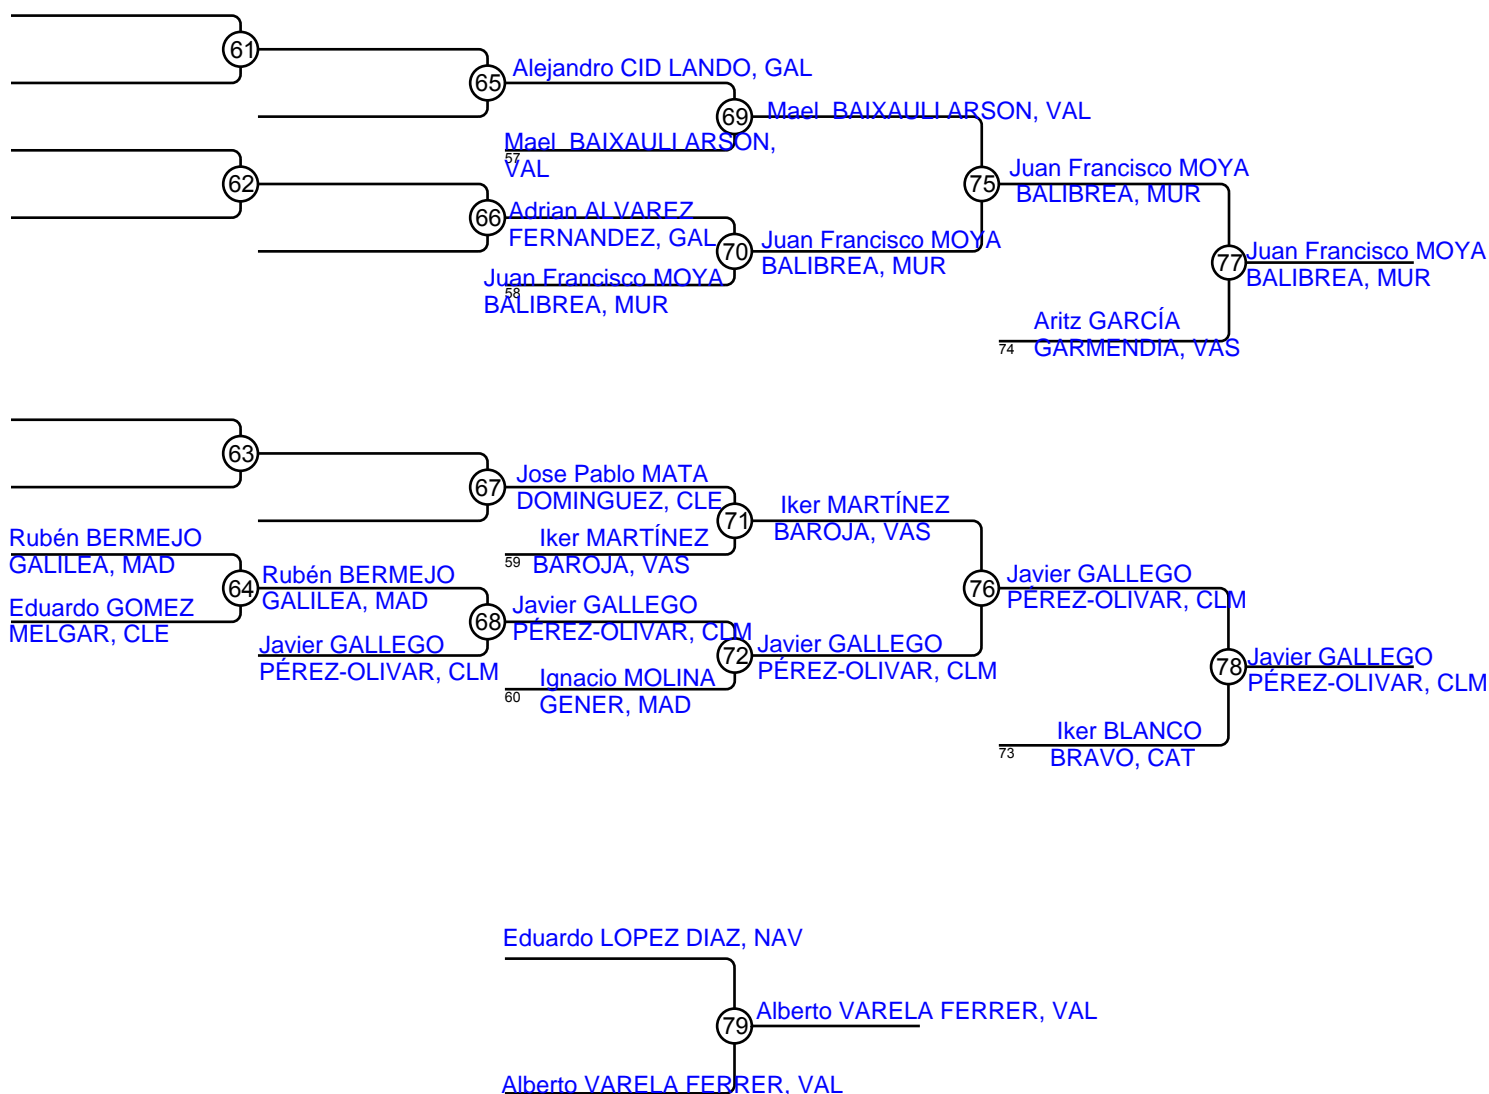 61
65
Alejandro CID LANDO, GAL
69
Mael BAIXAULI ARSON, VAL
Mael BAIXAULI ARSON,
57
VAL
62
66
Adrian ALVAREZ
FERNANDEZ, GAL
70
Juan Francisco MOYA
BALIBREA, MUR
Juan Francisco MOYA
58
BALIBREA, MUR
75
Juan Francisco MOYA
BALIBREA, MUR
77
Juan Francisco MOYA
BALIBREA, MUR
Aritz GARCÍA
74 GARMENDIA, VAS
63
67
Jose Pablo MATA
DOMINGUEZ, CLE
71
Iker MARTÍNEZ
BAROJA, VAS
Iker MARTÍNEZ
59 BAROJA, VAS
Rubén BERMEJO
GALILEA, MAD
64
Rubén BERMEJO
GALILEA, MAD
Eduardo GOMEZ
MELGAR, CLE
68
Javier GALLEGO
PÉREZ-OLIVAR, CLM
Javier GALLEGO
PÉREZ-OLIVAR, CLM
72
Javier GALLEGO
PÉREZ-OLIVAR, CLM
Ignacio MOLINA
60 GENER, MAD
76
Javier GALLEGO
PÉREZ-OLIVAR, CLM
78
Javier GALLEGO
PÉREZ-OLIVAR, CLM
Iker BLANCO
73 BRAVO, CAT
Eduardo LOPEZ DIAZ, NAV
79
Alberto VARELA FERRER, VAL
Alberto VARELA FERRER, VAL